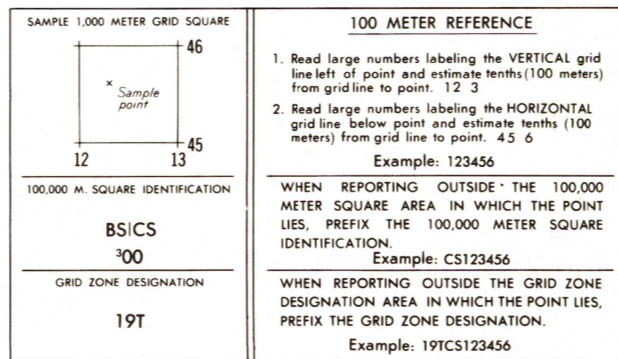 SAMPLE 1,000 METER GRID SQUARE
46
Sample
point
45
12
13
100,000 M. SQUARE IDENTIFICATION
BS|CS
³00
GRID ZONE DESIGNATION
19T
100 METER REFERENCE
1. Read large numbers labeling the VERTICAL grid
line left of point and estimate tenths (100 meters)
from grid line to point. 12 3
2. Read large numbers labeling the HORIZONTAL
grid line below point and estimate tenths (100
meters) from grid line to point. 45 6
Example: 123456
WHEN REPORTING OUTSIDE THE 100,000
METER SQUARE AREA IN WHICH THE POINT
LIES, PREFIX THE 100,000 METER SQUARE
IDENTIFICATION.
Example: CS123456
WHEN REPORTING OUTSIDE THE GRID ZONE
DESIGNATION AREA IN WHICH THE POINT LIES,
PREFIX THE GRID ZONE DESIGNATION.
Example: 19TCS123456